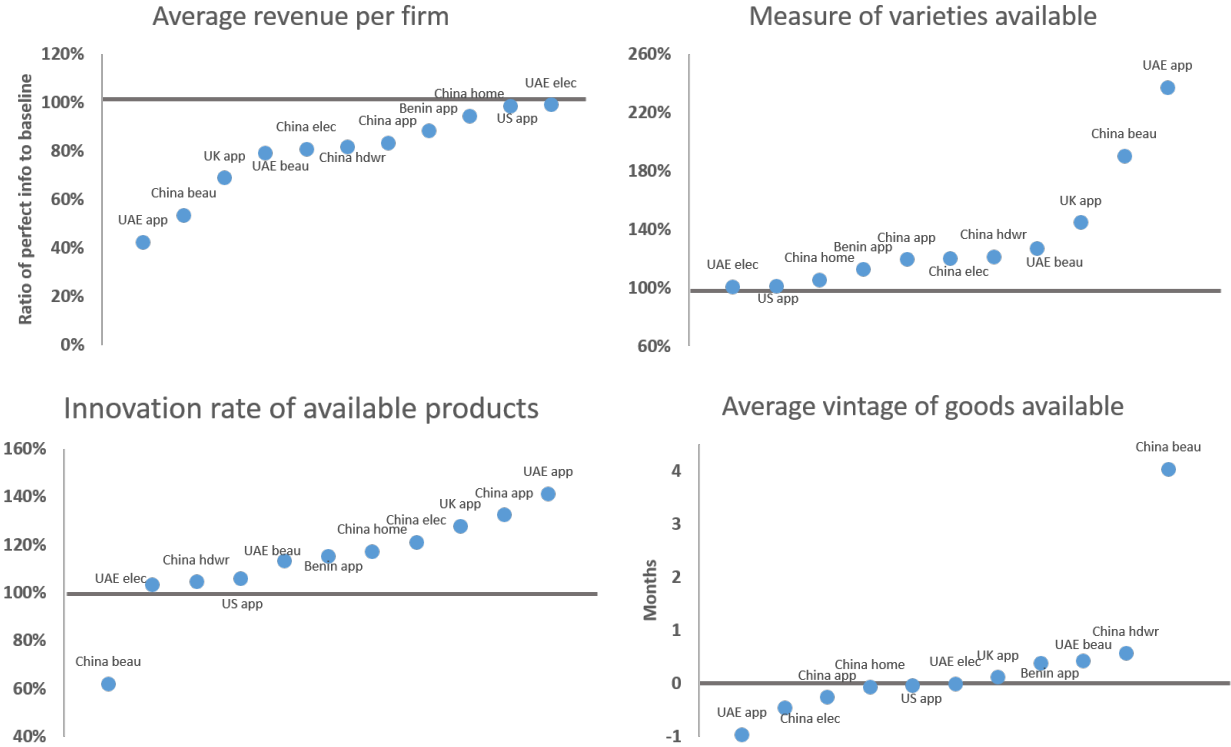 Average revenue per firm
120%
100%
80%
60%
40%
20%
0%
Ratio of perfect info to baseline
UAE app
China beau
UK app
UAE beau
China elec
China hdwr
China app
Benin app
China home
US app
UAE elec
Measure of varieties available
260%
220%
180%
140%
100%
60%
UAE elec
US app
China home
Benin app
China app
China elec
China hdwr
UAE beau
UK app
China beau
UAE app
Innovation rate of available products
160%
140%
120%
100%
80%
60%
40%
China beau
UAE elec
China hdwr
US app
UAE beau
Benin app
China home
China elec
UK app
China app
UAE app
Average vintage of goods available
4
3
2
1
0
-1
Months
UAE app
China elec
China app
China home
US app
UAE elec
UK app
Benin app
UAE beau
China hdwr
China beau